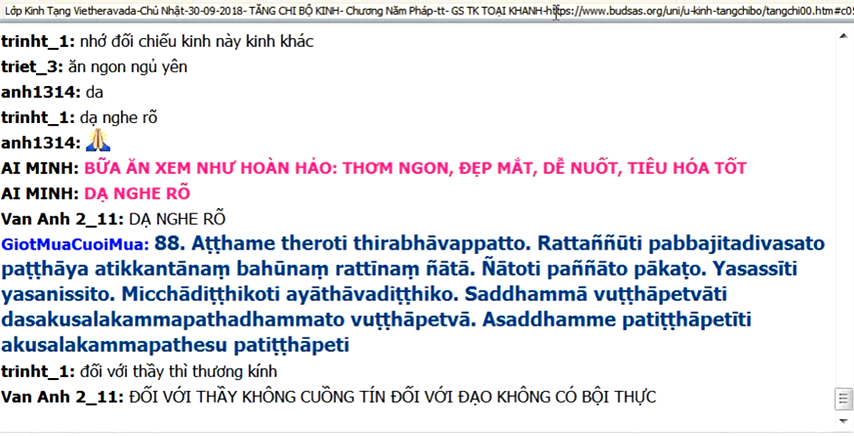 Lớp Kinh Tạng Vietheravada-Chủ Nhật-30-09-2018- TĂNG CHI BỘ KINH- Chương Năm Pháp-tt- GS TK TOẠI KHANH-https://www.budsas.org/uni/u-kinh-tangchibo/tangchi00.htm#c05
trinht_1: nhớ đối chiếu kinh này kinh khác
triet_3: ăn ngon ngủ yên
anh1314: da
trinht_1: dạ nghe rõ
anh1314:
AI MINH: BỮA ĂN XEM NHƯ HOÀN HẢO: THƠM NGON, ĐẸP MẮT, DỄ NUỐT, TIÊU HÓA TỐT
AI MINH: DẠ NGHE RÕ
Van Anh 2_11: DẠ NGHE RÕ
GiotMuaCuoiMua: 88. Aṭṭhame theroti thirabhāvappatto. Rattaññūti pabbajitadivasato
paṭṭhāya atikkantānaṃ bahūnaṃ rattīnaṃ ñātā. Ñātoti paññāto pākaṭo. Yasassīti
yasanissito. Micchādiṭṭhikoti ayāthāvadiṭṭhiko. Saddhammā vuṭṭhāpetvāti
dasakusalakammapathadhammato vuṭṭhāpetvā. Asaddhamme patiṭṭhāpetīti
akusalakammapathesu patiṭṭhāpeti
trinht_1: đối với thầy thì thương kính
Van Anh 2_11: ĐỐI VỚI THẦY KHÔNG CUỒNG TÍN ĐỐI VỚI ĐẠO KHÔNG CÓ BỘI THỰC